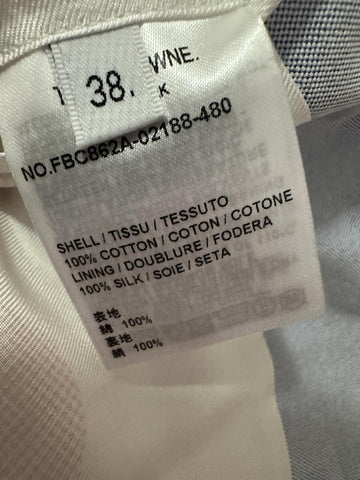 WNE.
38.
K
NO.FBC862A-02188-480
SHELL / TISSU / TESSUTO
100% COTTON / COTON / COTONE
LINING / DOUBLURE / FODERA
100% SILK / SOIE / SETA
表地
綿 100%
裏地
絹 100%